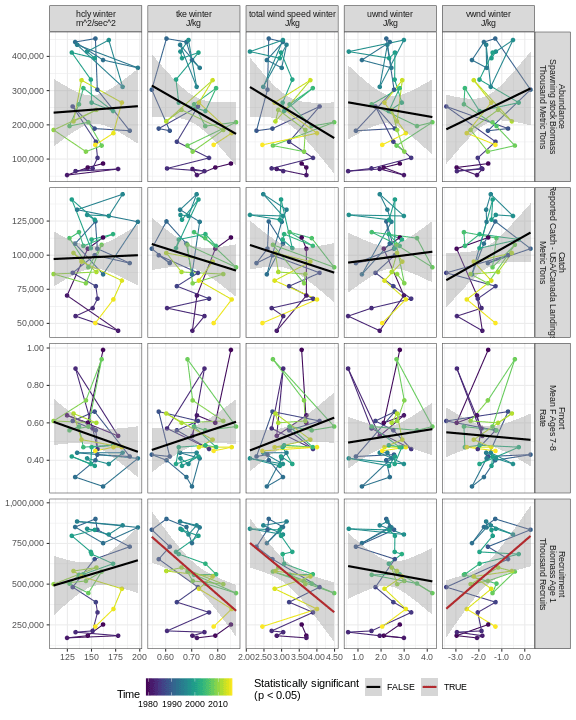 hcly winter
m^2/sec^2
tke winter
J/kg
total wind speed winter
J/kg
uwnd winter
J/kg
vwnd winter
J/kg
400,000
300,000
200,000
100,000
Abundance
Spawning stock Biomass
Thousand Metric Tons
125,000
100,000
75,000
50,000
Catch
Reported Catch - USA/Canada Landings
Metric Tons
1.00
0.80
0.60
0.40
Fmort
Mean F Ages 7-8
Rate
1,000,000
750,000
500,000
250,000
Recruitment
Biomass Age 1
Thousand Recruits
125 150 175 200
0.60 0.70 0.80
2.00 2.50 3.00 3.50 4.00 4.50
1.0 2.0 3.0 4.0
-3.0 -2.0 -1.0 0.0
Time
1980 1990 2000 2010
Statistically significant
(p < 0.05)
FALSE
TRUE